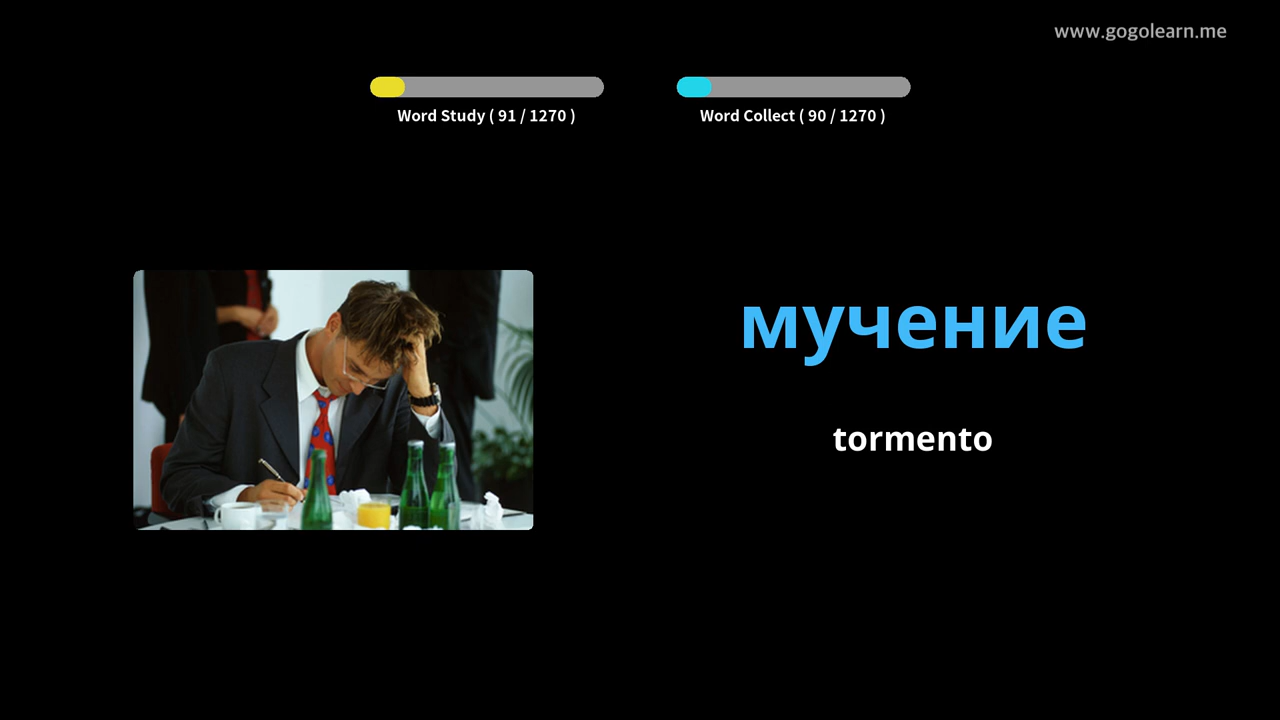 www.gogolearn.me
Word Study ( 91 / 1270 )
Word Collect ( 90 / 1270 )
мучение
tormento